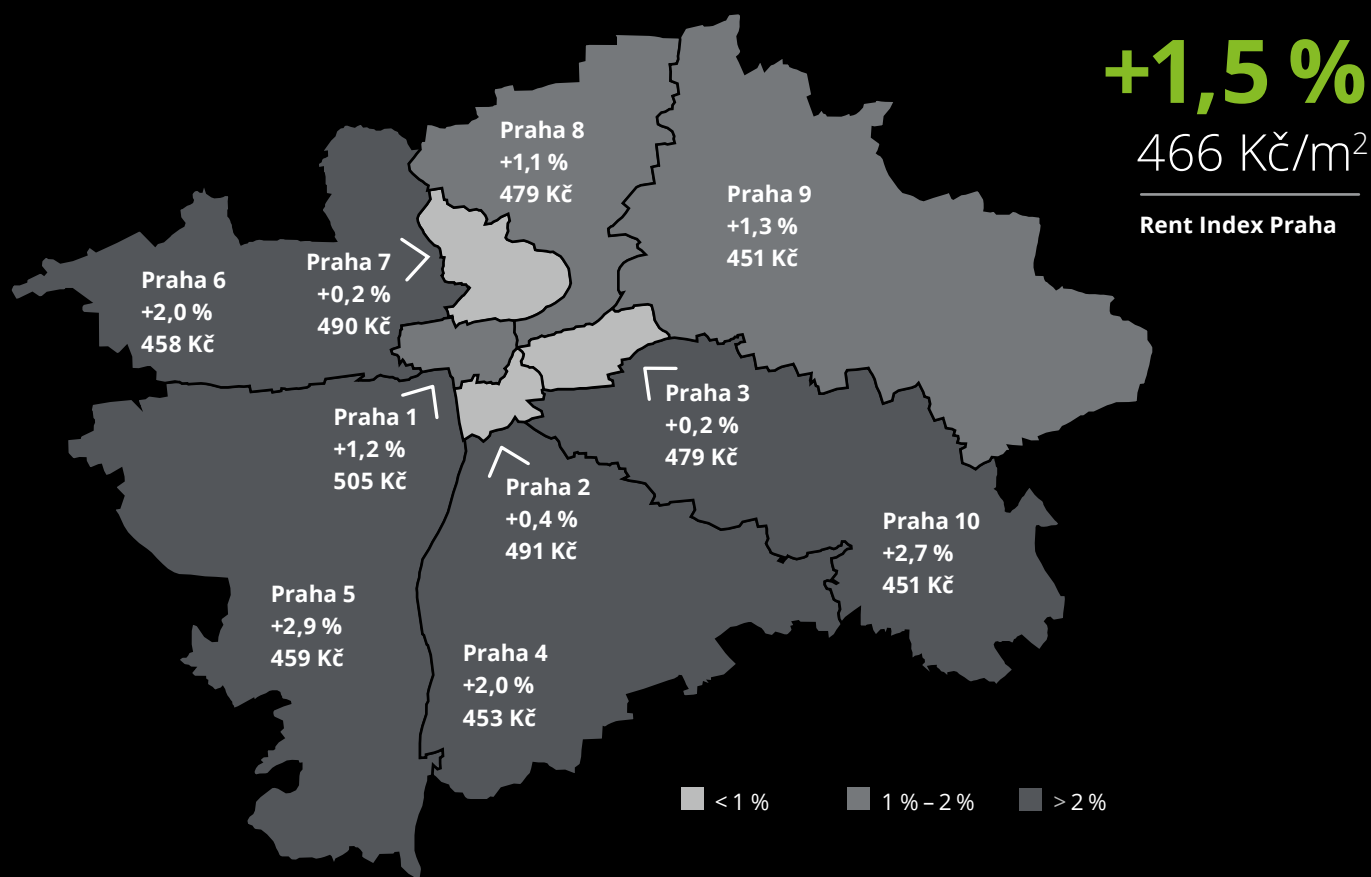 +1,5 %
466 Kč/m²
Rent Index Praha
Praha 8
+1,1 %
479 Kč
Praha 9
+1,3 %
451 Kč
Praha 7
+0,2 %
490 Kč
Praha 6
+2,0 %
458 Kč
Praha 3
+0,2 %
479 Kč
Praha 1
+1,2 %
505 Kč
Praha 2
+0,4 %
491 Kč
Praha 10
+2,7 %
451 Kč
Praha 5
+2,9 %
459 Kč
Praha 4
+2,0 %
453 Kč
< 1 %
1 % – 2 %
> 2 %